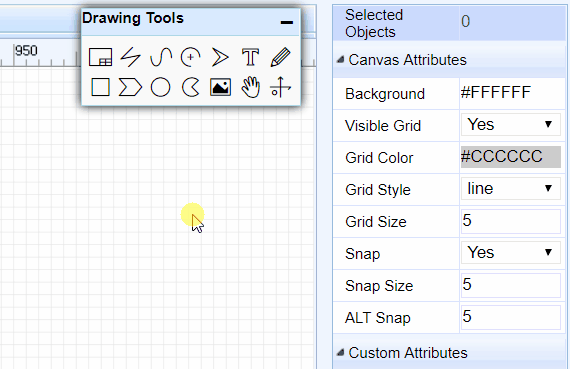 Drawing Tools
950
Selected Objects 0
Canvas Attributes
Background #FFFFFF
Visible Grid Yes
Grid Color #CCCCCC
Grid Style line
Grid Size 5
Snap Yes
Snap Size 5
ALT Snap 5
Custom Attributes